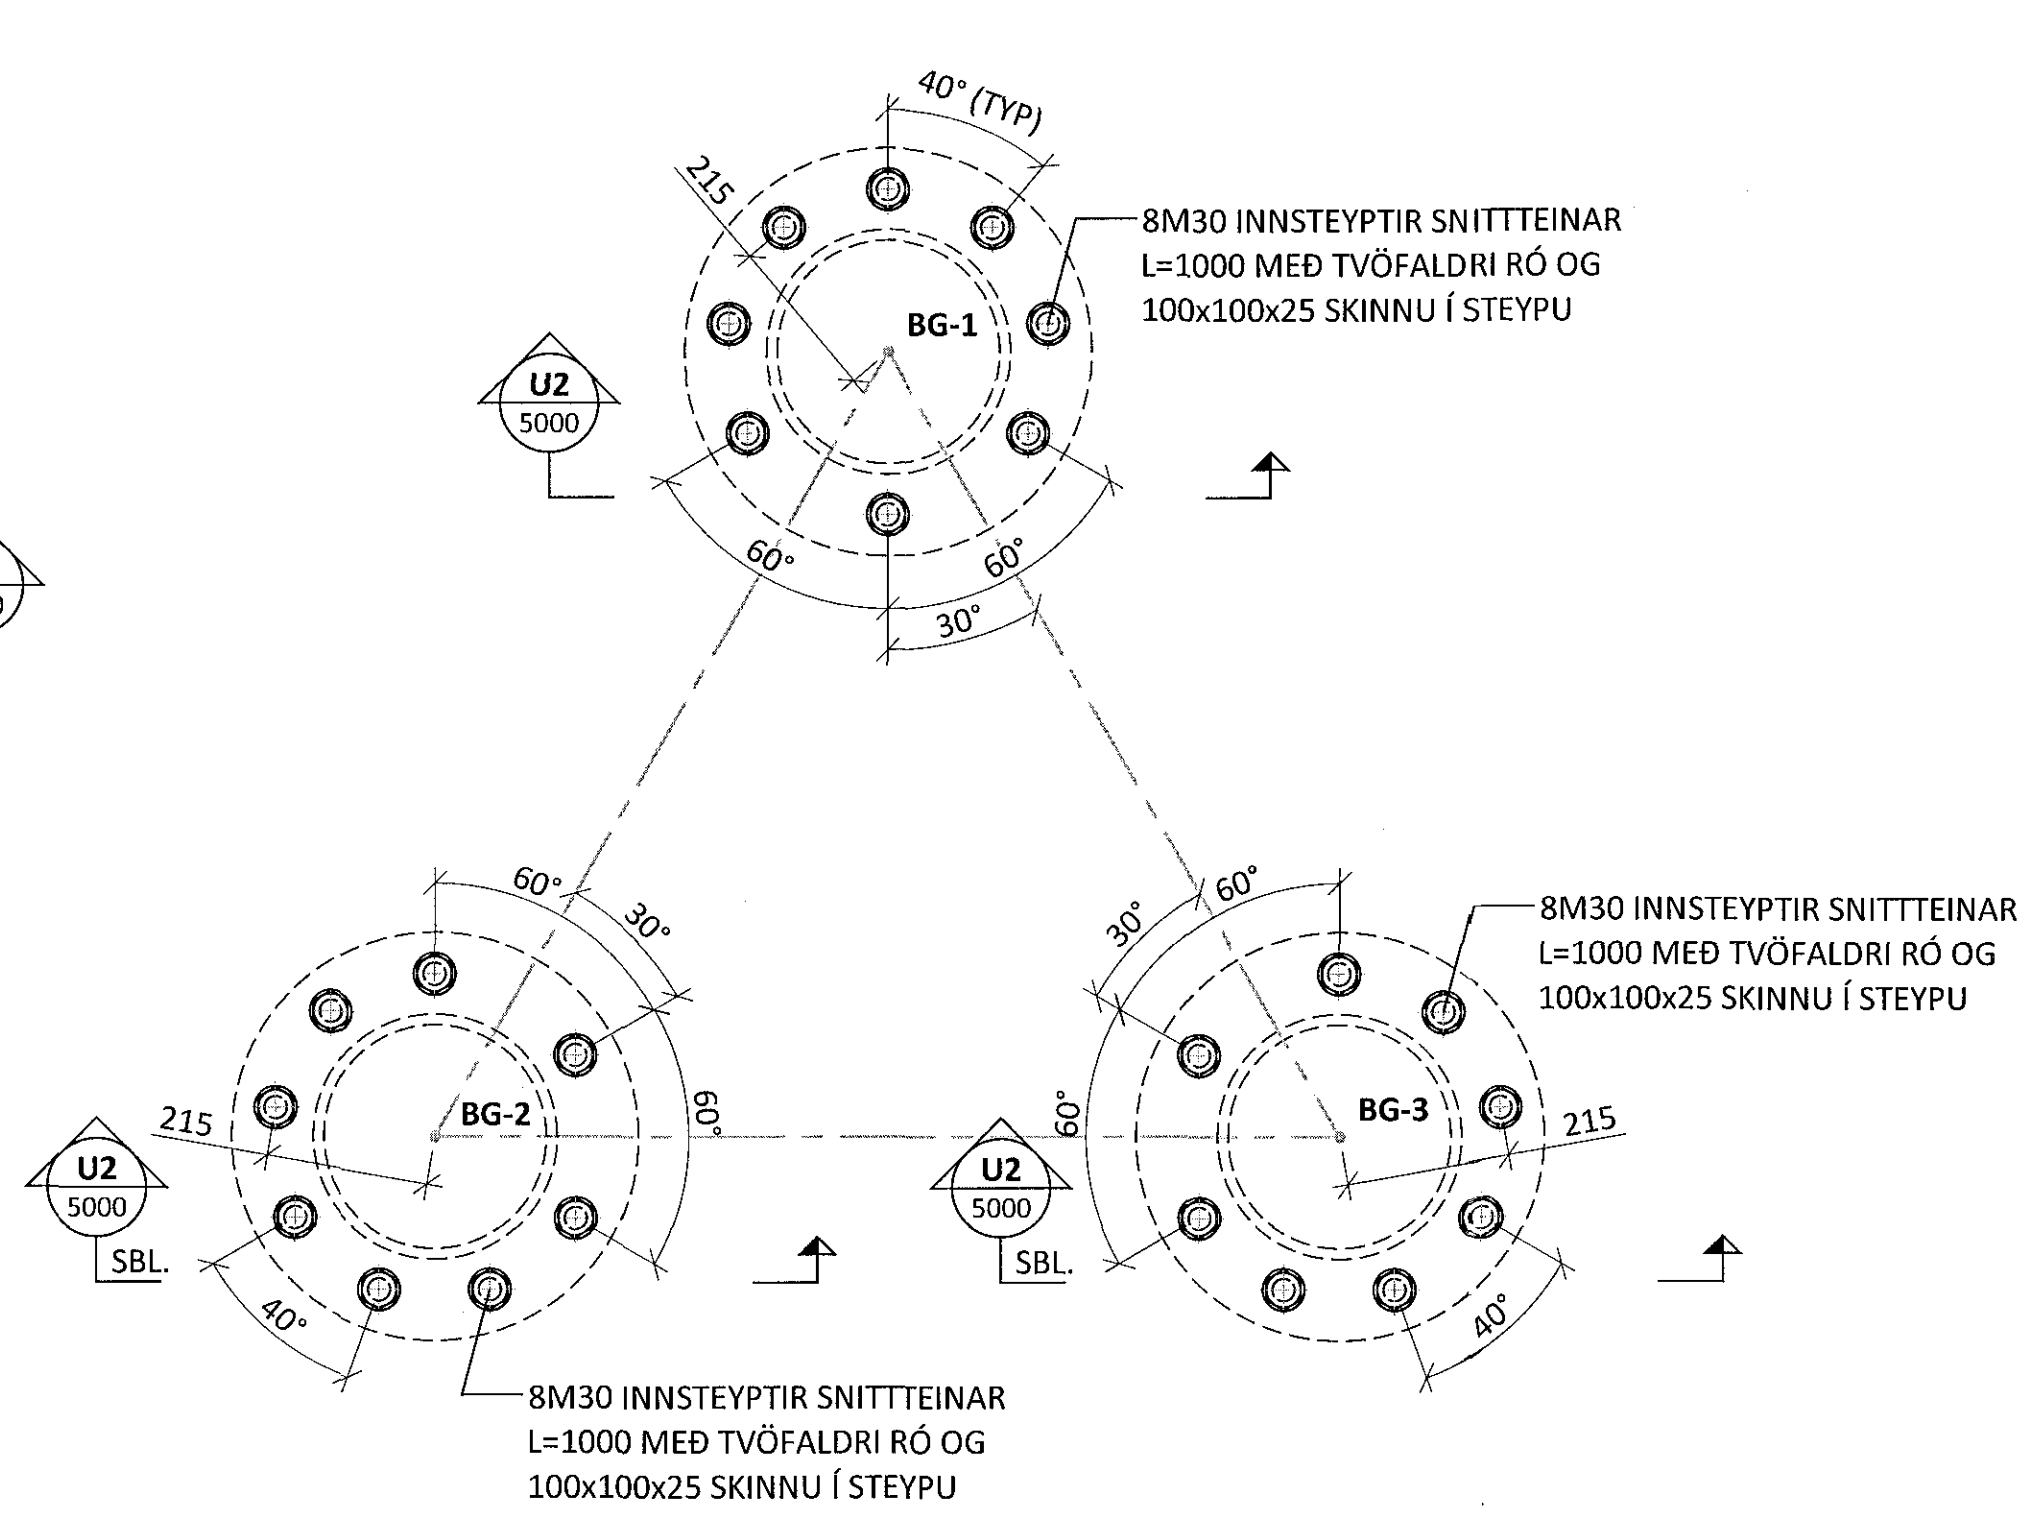 40° (TYP)
215
8M30 INNSTEYPTIR SNITTTEINAR
L=1000 MEÐ TVÖFALDRI RÓ OG
100x100x25 SKINNU Í STEYPU
BG-1
U2
5000
60°
60°
30°
60°
30°
60°
BG-2
215
U2
5000
SBL.
40°
8M30 INNSTEYPTIR SNITTTEINAR
L=1000 MEÐ TVÖFALDRI RÓ OG
100x100x25 SKINNU Í STEYPU
60°
30°
8M30 INNSTEYPTIR SNITTTEINAR
L=1000 MEÐ TVÖFALDRI RÓ OG
100x100x25 SKINNU Í STEYPU
60°
BG-3
215
U2
5000
SBL.
40°